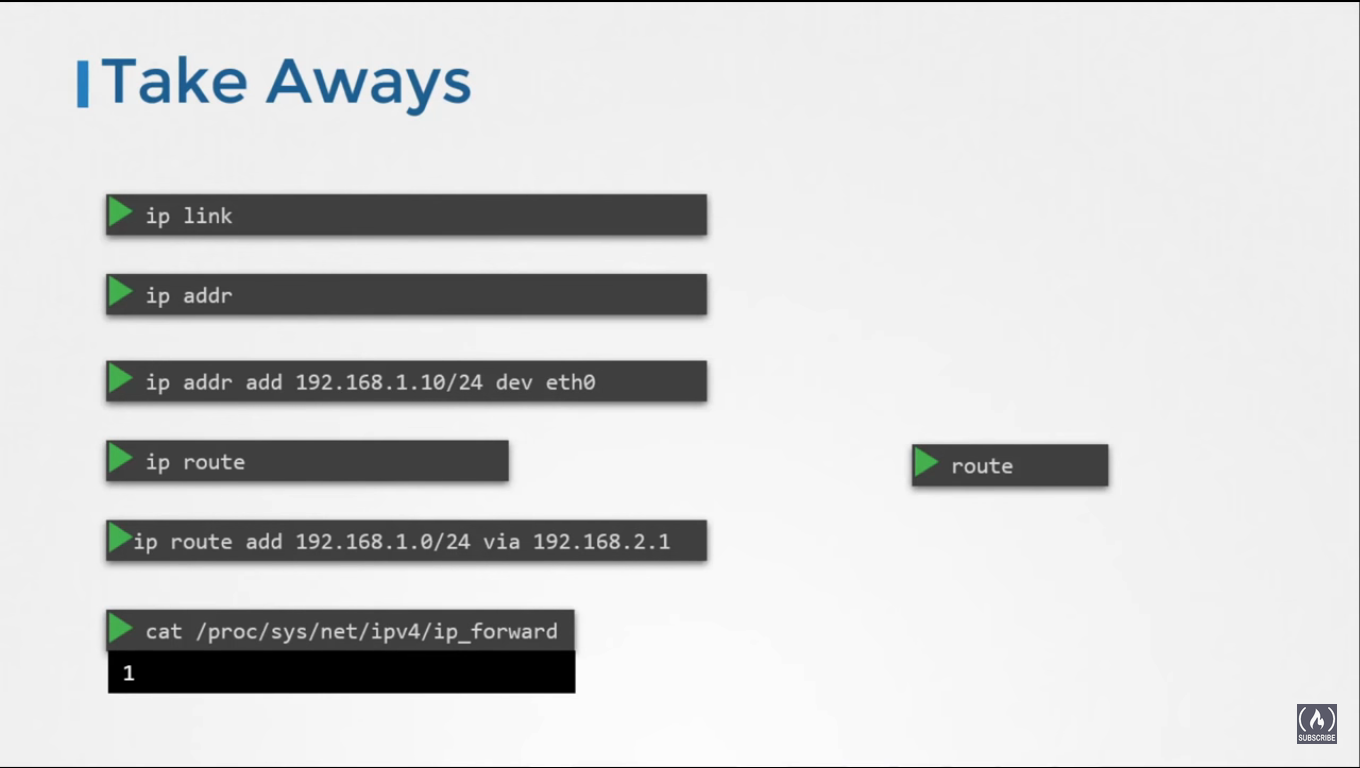 Take Aways
ip link
ip addr
ip addr add 192.168.1.10/24 dev eth0
ip route
route
ip route add 192.168.1.0/24 via 192.168.2.1
cat /proc/sys/net/ipv4/ip_forward
1
SUBSCRIBE